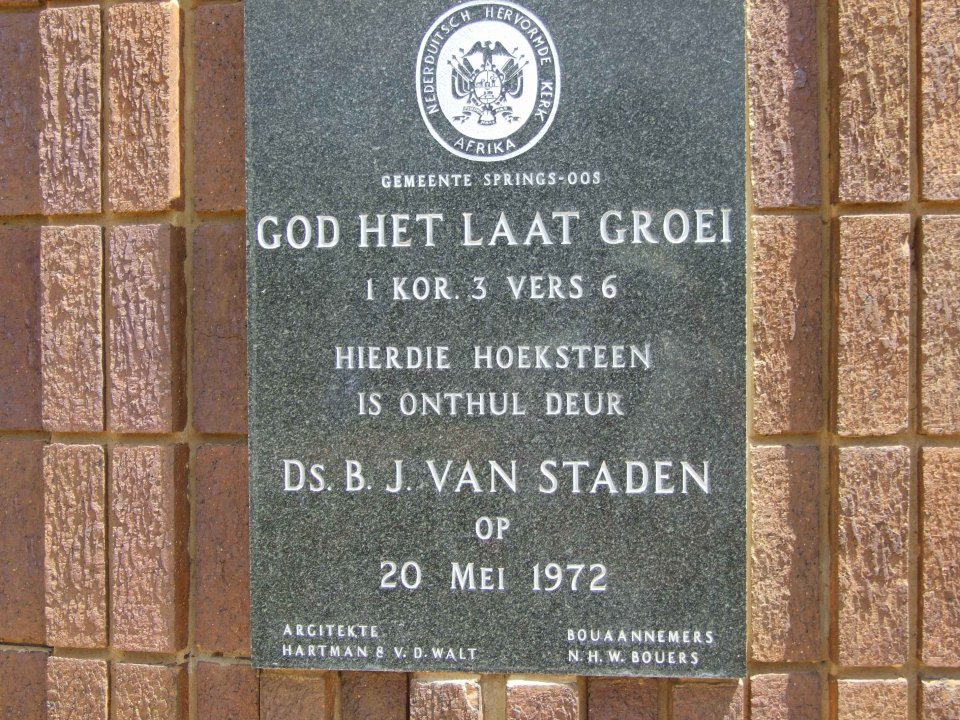 NEDERDUITSCH HERVORMDE KERK
AFRIKA
GEMEENTE SPRINGS-OOS
GOD HET LAAT GROEI
1 KOR. 3 VERS 6
HIERDIE HOEKSTEEN
IS ONTHUL DEUR
DS. B. J. VAN STADEN
OP
20 MEI 1972
ARGITEKTE
HARTMAN & V. D. WALT
BOUAANNEMERS
N. H. W. BOUERS